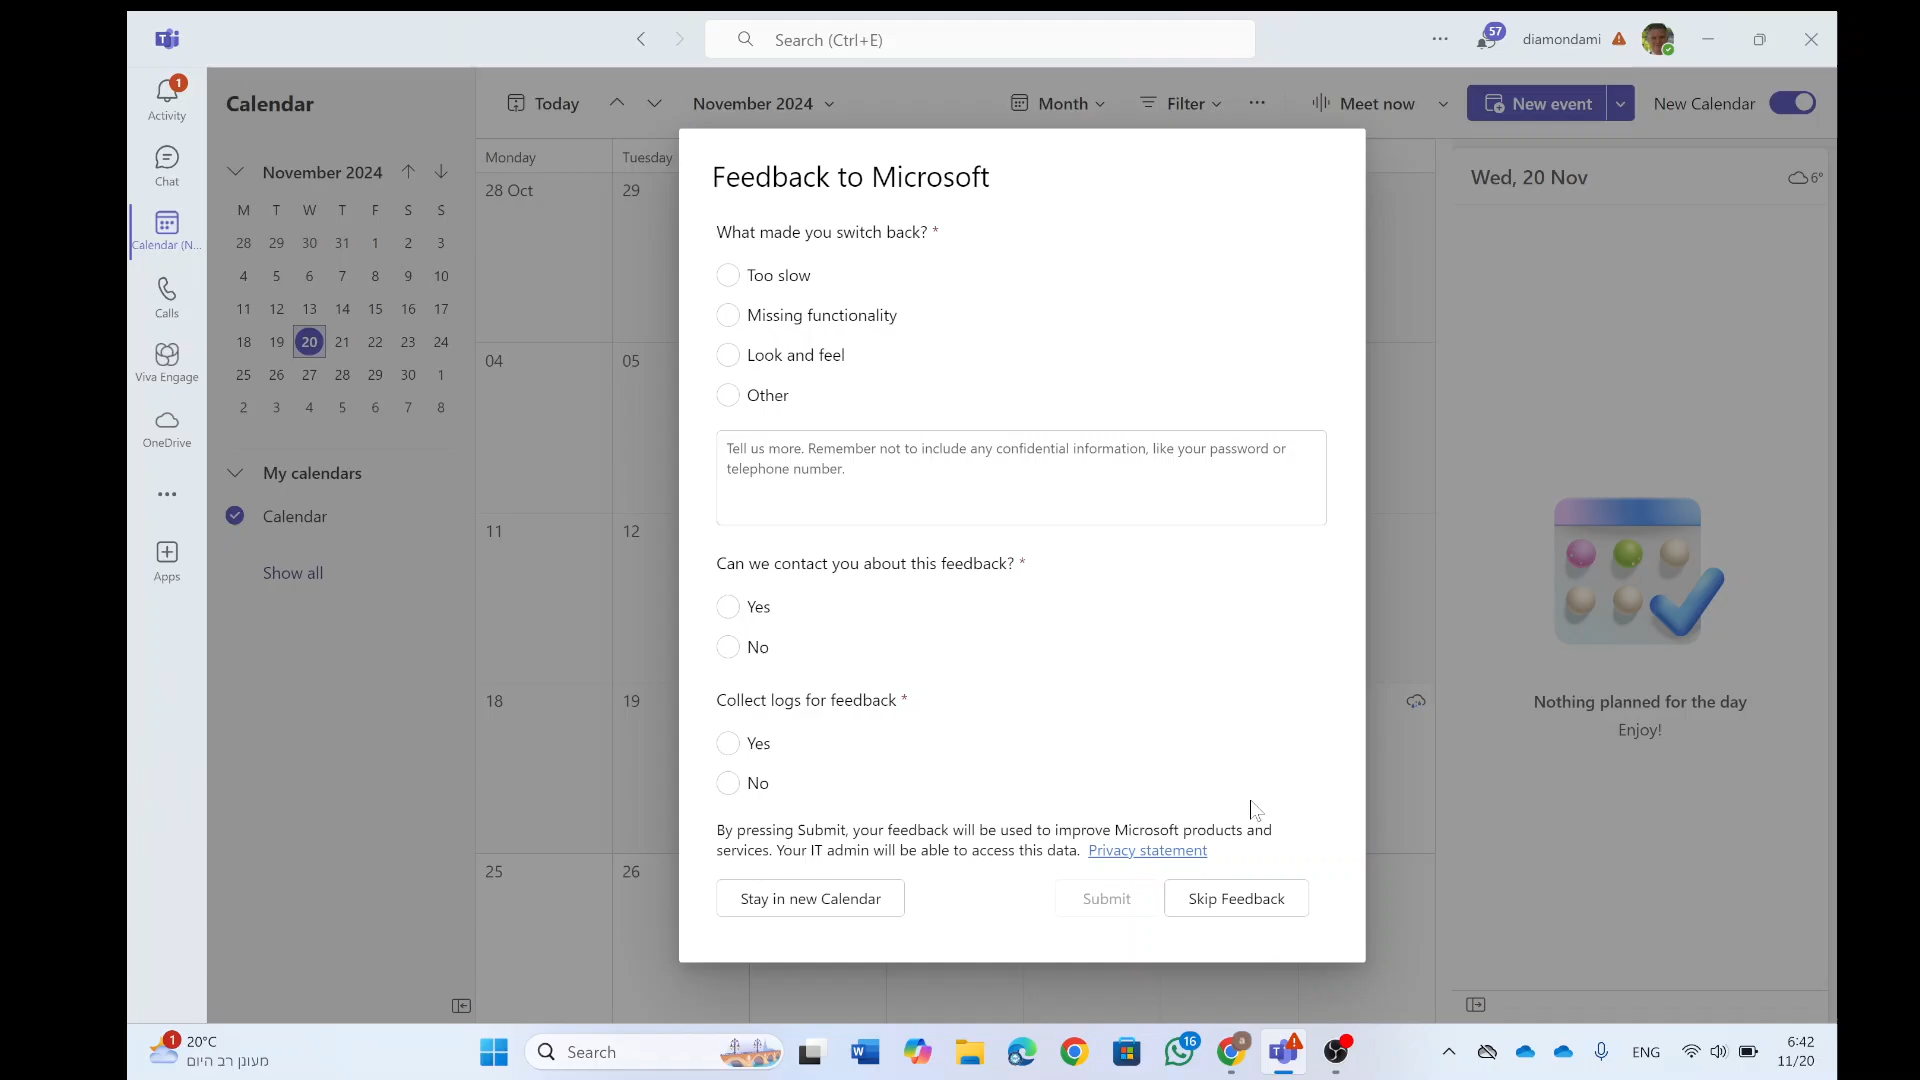 Search (Ctrl+E)
57
diamondami
1
Activity
Chat
Calendar (N...
Calls
Viva Engage
OneDrive
Apps
Calendar
November 2024
M T W T F S S
28 29 30 31 1 2 3
4 5 6 7 8 9 10
11 12 13 14 15 16 17
18 19 20 21 22 23 24
25 26 27 28 29 30 1
2 3 4 5 6 7 8
My calendars
Calendar
Show all
Today
November 2024
Month
Filter
Meet now
New event
New Calendar
Monday
Tuesday
28 Oct
29
04
05
11
12
18
19
25
26
Feedback to Microsoft
What made you switch back? *
Too slow
Missing functionality
Look and feel
Other
Tell us more. Remember not to include any confidential information, like your password or
telephone number.
Can we contact you about this feedback? *
Yes
No
Collect logs for feedback *
Yes
No
By pressing Submit, your feedback will be used to improve Microsoft products and
services. Your IT admin will be able to access this data. Privacy statement
Stay in new Calendar
Submit
Skip Feedback
Wed, 20 Nov
6°
Nothing planned for the day
Enjoy!
1
20°C
מעונן רב היום
Search
16
a
ENG
6:42
11/20